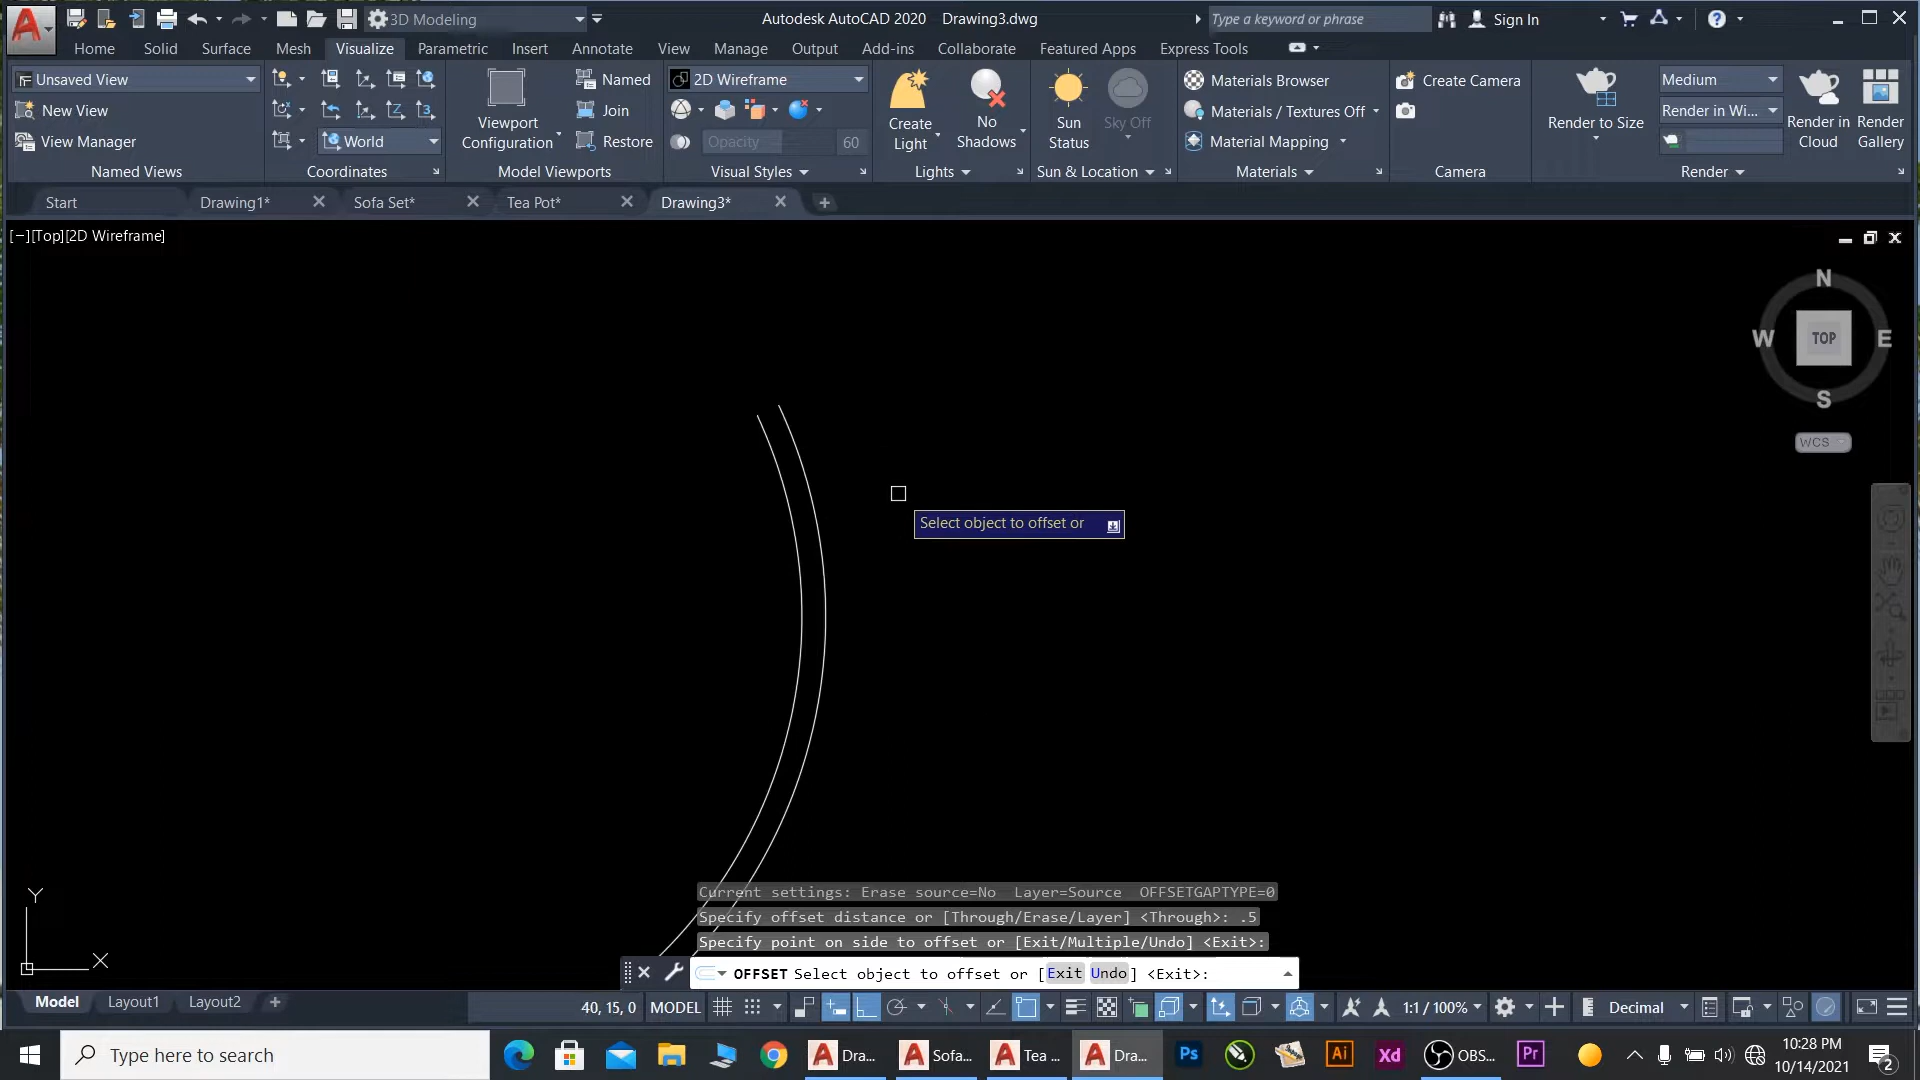 3D Modeling Autodesk AutoCAD 2020 Drawing3.dwg Type a keyword or phrase Sign In
Home Solid Surface Mesh Visualize Parametric Insert Annotate View Manage Output Add-ins Collaborate Featured Apps Express Tools
Unsaved View
New View
View Manager
Named Views
World
Coordinates
Viewport
Configuration
Named
Join
Restore
Model Viewports
2D Wireframe
Opacity 60
Visual Styles
Create
Light
No
Shadows
Lights
Sun
Status
Sky Off
Sun & Location
Materials Browser
Materials / Textures Off
Material Mapping
Materials
Create Camera
Camera
Render to Size
Medium
Render in Wi...
Render in
Cloud
Render
Gallery
Render
Start Drawing1* Sofa Set* Tea Pot* Drawing3*
[−][Top][2D Wireframe]
N
W TOP E
S
WCS
Select object to offset or
Y
X
Current settings: Erase source=No Layer=Source OFFSETGAPTYPE=0
Specify offset distance or [Through/Erase/Layer] <Through>: .5
Specify point on side to offset or [Exit/Multiple/Undo] <Exit>:
OFFSET Select object to offset or [Exit Undo] <Exit>:
Model Layout1 Layout2
40, 15, 0 MODEL 1:1 / 100% Decimal
Type here to search
Dra... Sofa... Tea ... Dra... Ps Ai Xd OBS... Pr
10:28 PM
10/14/2021
2